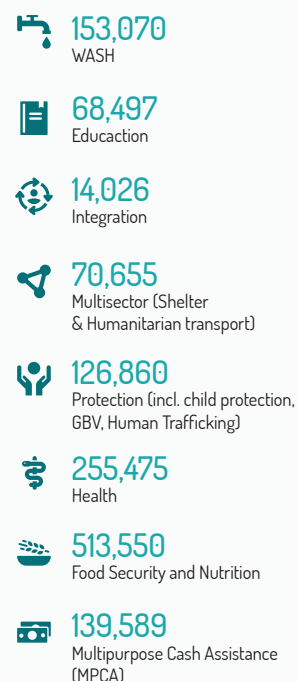 153,070
WASH
68,497
Educaction
14,026
Integration
70,655
Multisector (Shelter
& Humanitarian transport)
126,860
Protection (incl. child protection,
GBV, Human Trafficking)
255,475
Health
513,550
Food Security and Nutrition
139,589
Multipurpose Cash Assistance
(MPCA)